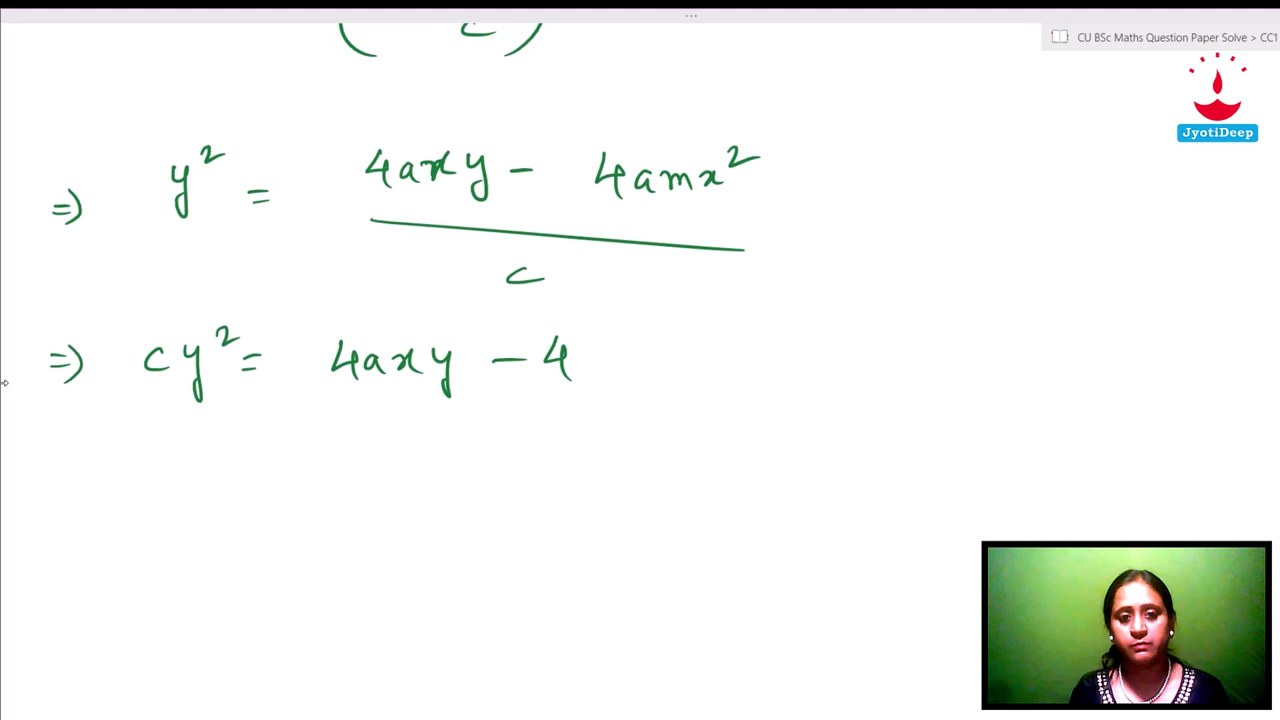 ...
CU BSc Maths Question Paper Solve > CC1
JyotiDeep
⇒ y² = (4axy - 4amx²) / c
⇒ cy² = 4axy - 4